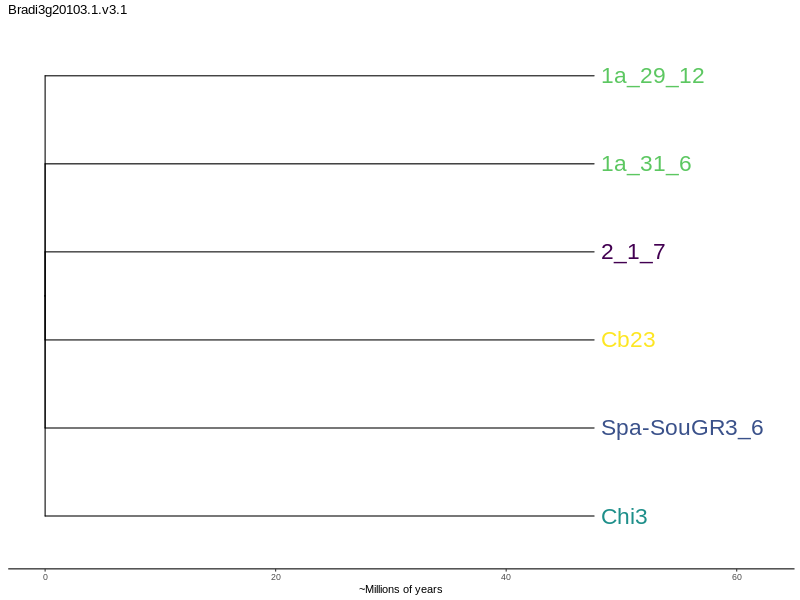 Bradi3g20103.1.v3.1
1a_29_12
1a_31_6
2_1_7
Cb23
Spa-SouGR3_6
Chi3
0 20 40 60
~Millions of years